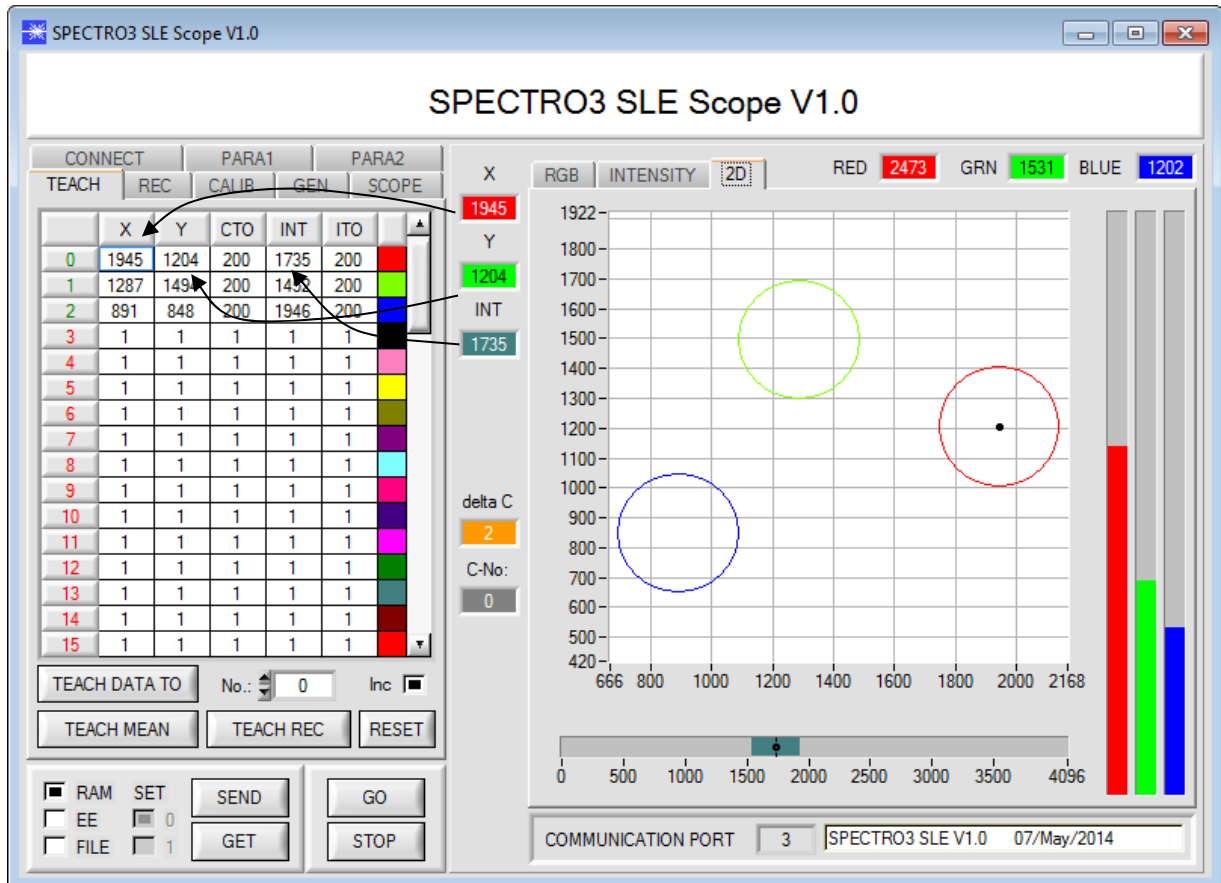 SPECTRO3 SLE Scope V1.0
SPECTRO3 SLE Scope V1.0
CONNECT PARA1 PARA2
TEACH REC CALIB GEN SCOPE
X Y CTO INT ITO
0 1945 1204 200 1735 200
1 1287 1494 200 1492 200
2 891 848 200 1946 200
3 1 1 1 1 1
4 1 1 1 1 1
5 1 1 1 1 1
6 1 1 1 1 1
7 1 1 1 1 1
8 1 1 1 1 1
9 1 1 1 1 1
10 1 1 1 1 1
11 1 1 1 1 1
12 1 1 1 1 1
13 1 1 1 1 1
14 1 1 1 1 1
15 1 1 1 1 1
TEACH DATA TO No.: 0 Inc
TEACH MEAN TEACH REC RESET
RAM SET SEND GO
EE 0
FILE 1 GET STOP
X
1945
Y
1204
INT
1735
delta C
2
C-No:
0
RGB INTENSITY 2D RED 2473 GRN 1531 BLUE 1202
1922
1800
1700
1600
1500
1400
1300
1200
1100
1000
900
800
700
600
500
420
666 800 1000 1200 1400 1600 1800 2000 2168
0 500 1000 1500 2000 2500 3000 3500 4096
COMMUNICATION PORT 3 SPECTRO3 SLE V1.0 07/May/2014